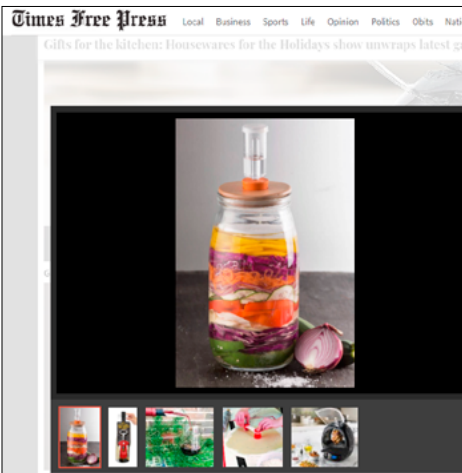 Times Free Press Local Business Sports Life Opinion Politics Obits Nati
Gifts for the kitchen: Housewares for the Holidays show unwraps latest g